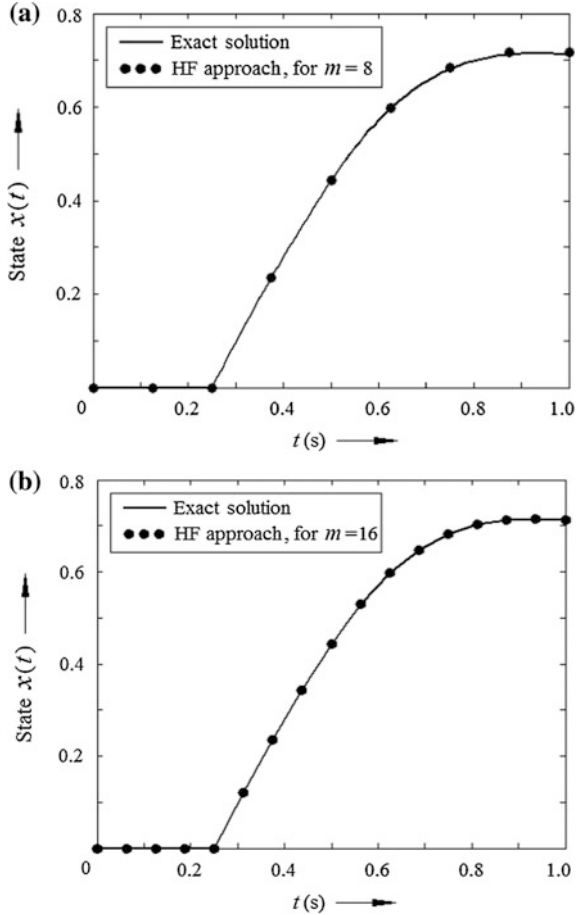 (a)
0.8
Exact solution
HF approach, for m = 8
0.6
State x(t)
0.4
0.2
0 0.2 0.4 0.6 0.8 1.0
t (s)
(b)
0.8
Exact solution
HF approach, for m = 16
0.6
State x(t)
0.4
0.2
0 0.2 0.4 0.6 0.8 1.0
t (s)